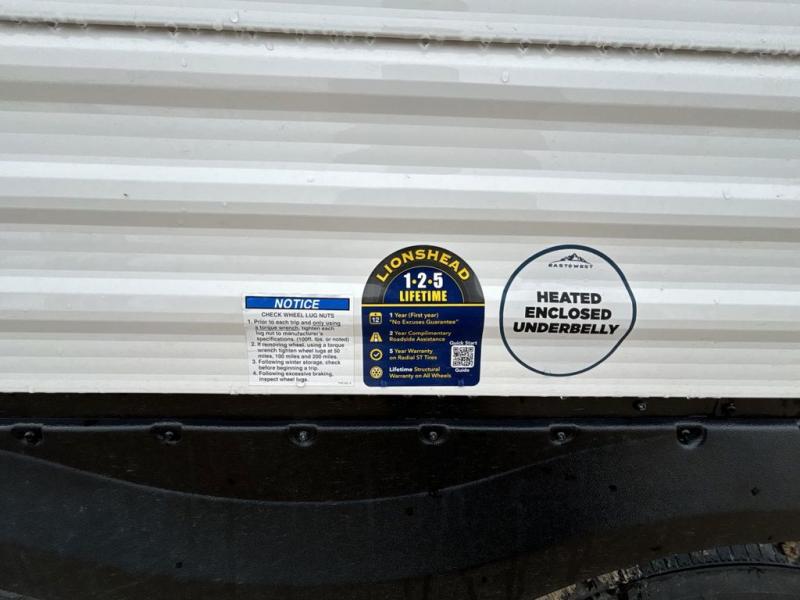 NOTICE
CHECK WHEEL LUG NUTS
1. Prior to each trip and only using
a torque wrench, tighten each
lug nut to manufacturer's
specifications. (100ft. lbs. or noted)
2. If removing wheel, using a torque
wrench tighten wheel lugs at 50
miles, 100 miles and 200 miles.
3. Following winter storage, check
before beginning a trip.
4. Following excessive braking,
inspect wheel lugs.
LIONSHEAD
1·2·5
LIFETIME
12
1 Year (First year)
"No Excuses Guarantee"
2 Year Complimentary
Roadside Assistance
5 Year Warranty
on Radial ST Tires
Lifetime Structural
Warranty on All Wheels
Quick Start
Guide
EASTTOWEST
HEATED
ENCLOSED
UNDERBELLY